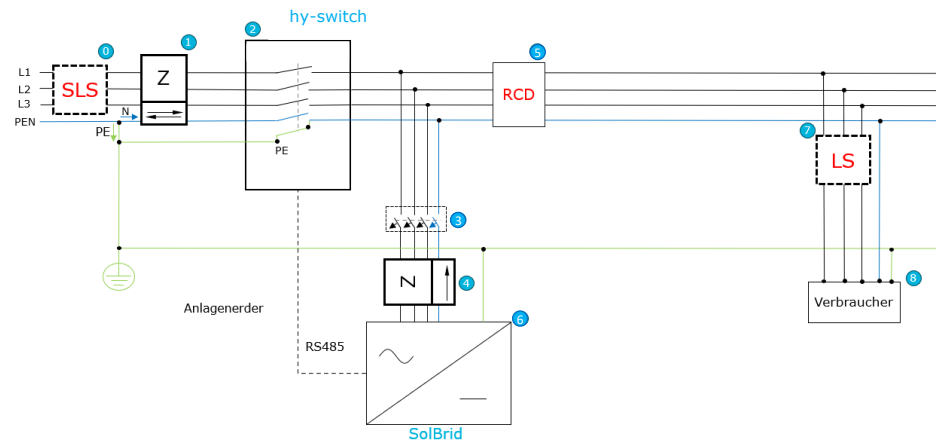 hy-switch
0
1
2
5
L1
L2
L3
PEN
SLS
Z
N
PE
PE
RCD
7
LS
3
Z
4
8
Verbraucher
Anlagenerder
RS485
6
SolBrid